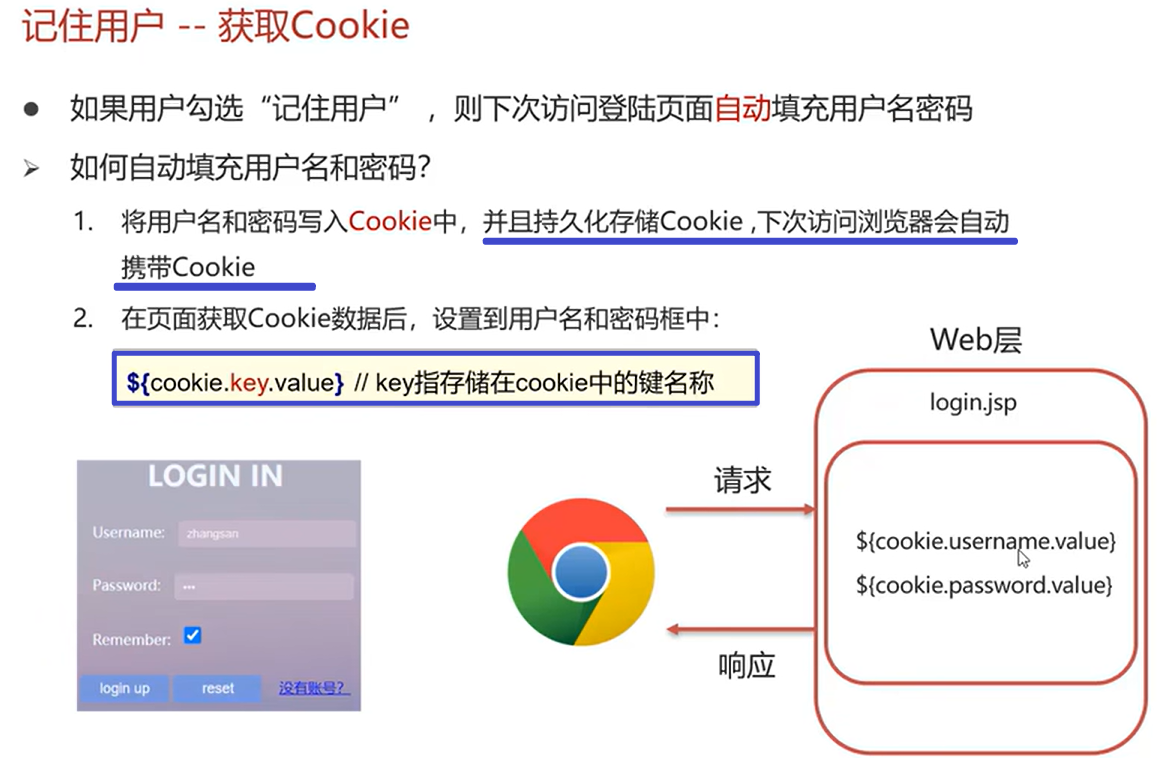 记住用户 -- 获取Cookie
● 如果用户勾选“记住用户” ，则下次访问登陆页面自动填充用户名密码
➢ 如何自动填充用户名和密码？
1. 将用户名和密码写入Cookie中，并且持久化存储Cookie ,下次访问浏览器会自动
携带Cookie
2. 在页面获取Cookie数据后，设置到用户名和密码框中：
${cookie.key.value} // key指存储在cookie中的键名称
Web层
login.jsp
LOGIN IN
Username: zhangsan
Password: •••
Remember:
login up reset 没有账号？
请求
${cookie.username.value}
${cookie.password.value}
响应